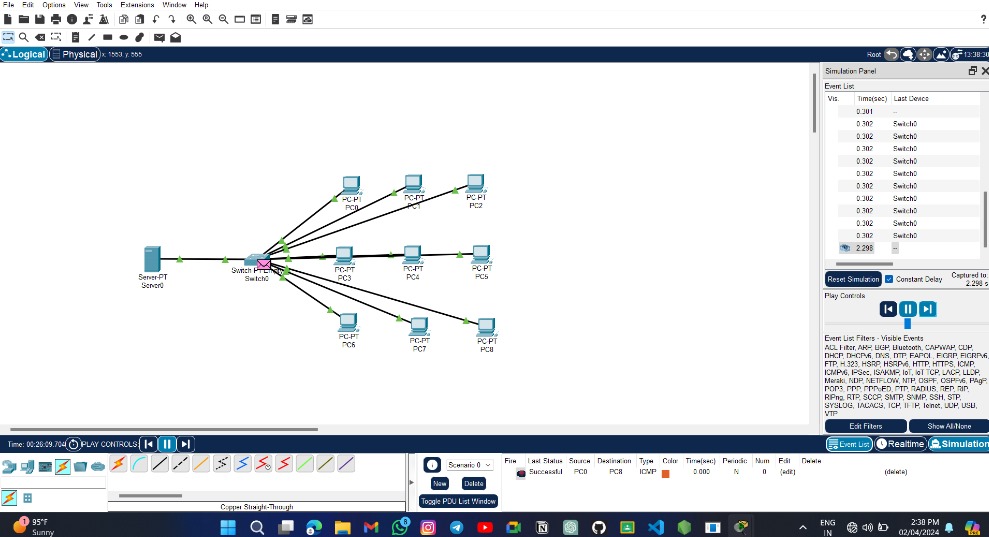 File Edit Options View Tools Extensions Window Help
?
Logical Physical x: 1553, y: 555
Root 13:38:30
Simulation Panel
Event List
Vis. Time(sec) Last Device
0.301 --
0.302 Switch0
0.302 Switch0
0.302 Switch0
0.302 Switch0
0.302 Switch0
0.302 Switch0
0.302 Switch0
0.302 Switch0
0.302 Switch0
0.302 Switch0
2.298 --
Reset Simulation Constant Delay Captured to:
2.298 s
Play Controls
Event List Filters - Visible Events
ACL Filter, ARP, BGP, Bluetooth, CAPWAP, CDP,
DHCP, DHCPv6, DNS, DTP, EAPOL, EIGRP, EIGRPv6,
FTP, H.323, HSRP, HSRPv6, HTTP, HTTPS, ICMP,
ICMPv6, IPSec, ISAKMP, IoT, IoT TCP, LACP, LLDP,
Meraki, NDP, NETFLOW, NTP, OSPF, OSPFv6, PAgP,
POP3, PPP, PPPoED, PTP, RADIUS, REP, RIP,
RIPng, RTP, SCCP, SMTP, SNMP, SSH, STP,
SYSLOG, TACACS, TCP, TFTP, Telnet, UDP, USB,
VTP
Edit Filters Show All/None
Event List Realtime Simulation
PC-PT
PC0
PC-PT
PC1
PC-PT
PC2
Server-PT
Server0
Switch0
PC-PT
PC3
PC-PT
PC4
PC-PT
PC5
PC-PT
PC6
PC-PT
PC7
PC-PT
PC8
Time: 00:26:09.704 PLAY CONTROLS:
Copper Straight-Through
Scenario 0
New Delete
Toggle PDU List Window
Fire Last Status Source Destination Type Color Time(sec) Periodic Num Edit Delete
Successful PC0 PC8 ICMP 0.000 N 0 (edit) (delete)
1
95°F
Sunny
ENG
IN
2:38 PM
02/04/2024